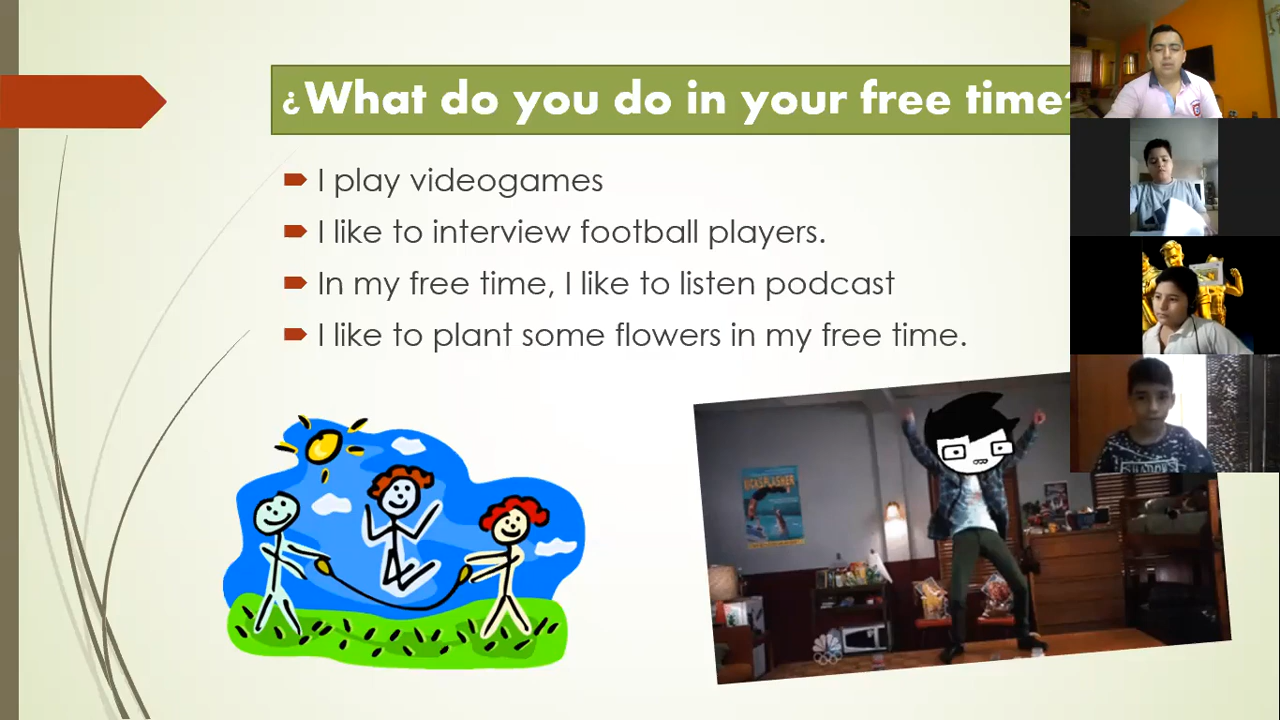 ¿What do you do in your free time?
I play videogames
I like to interview football players.
In my free time, I like to listen podcast
I like to plant some flowers in my free time.
KICKSPLASHER